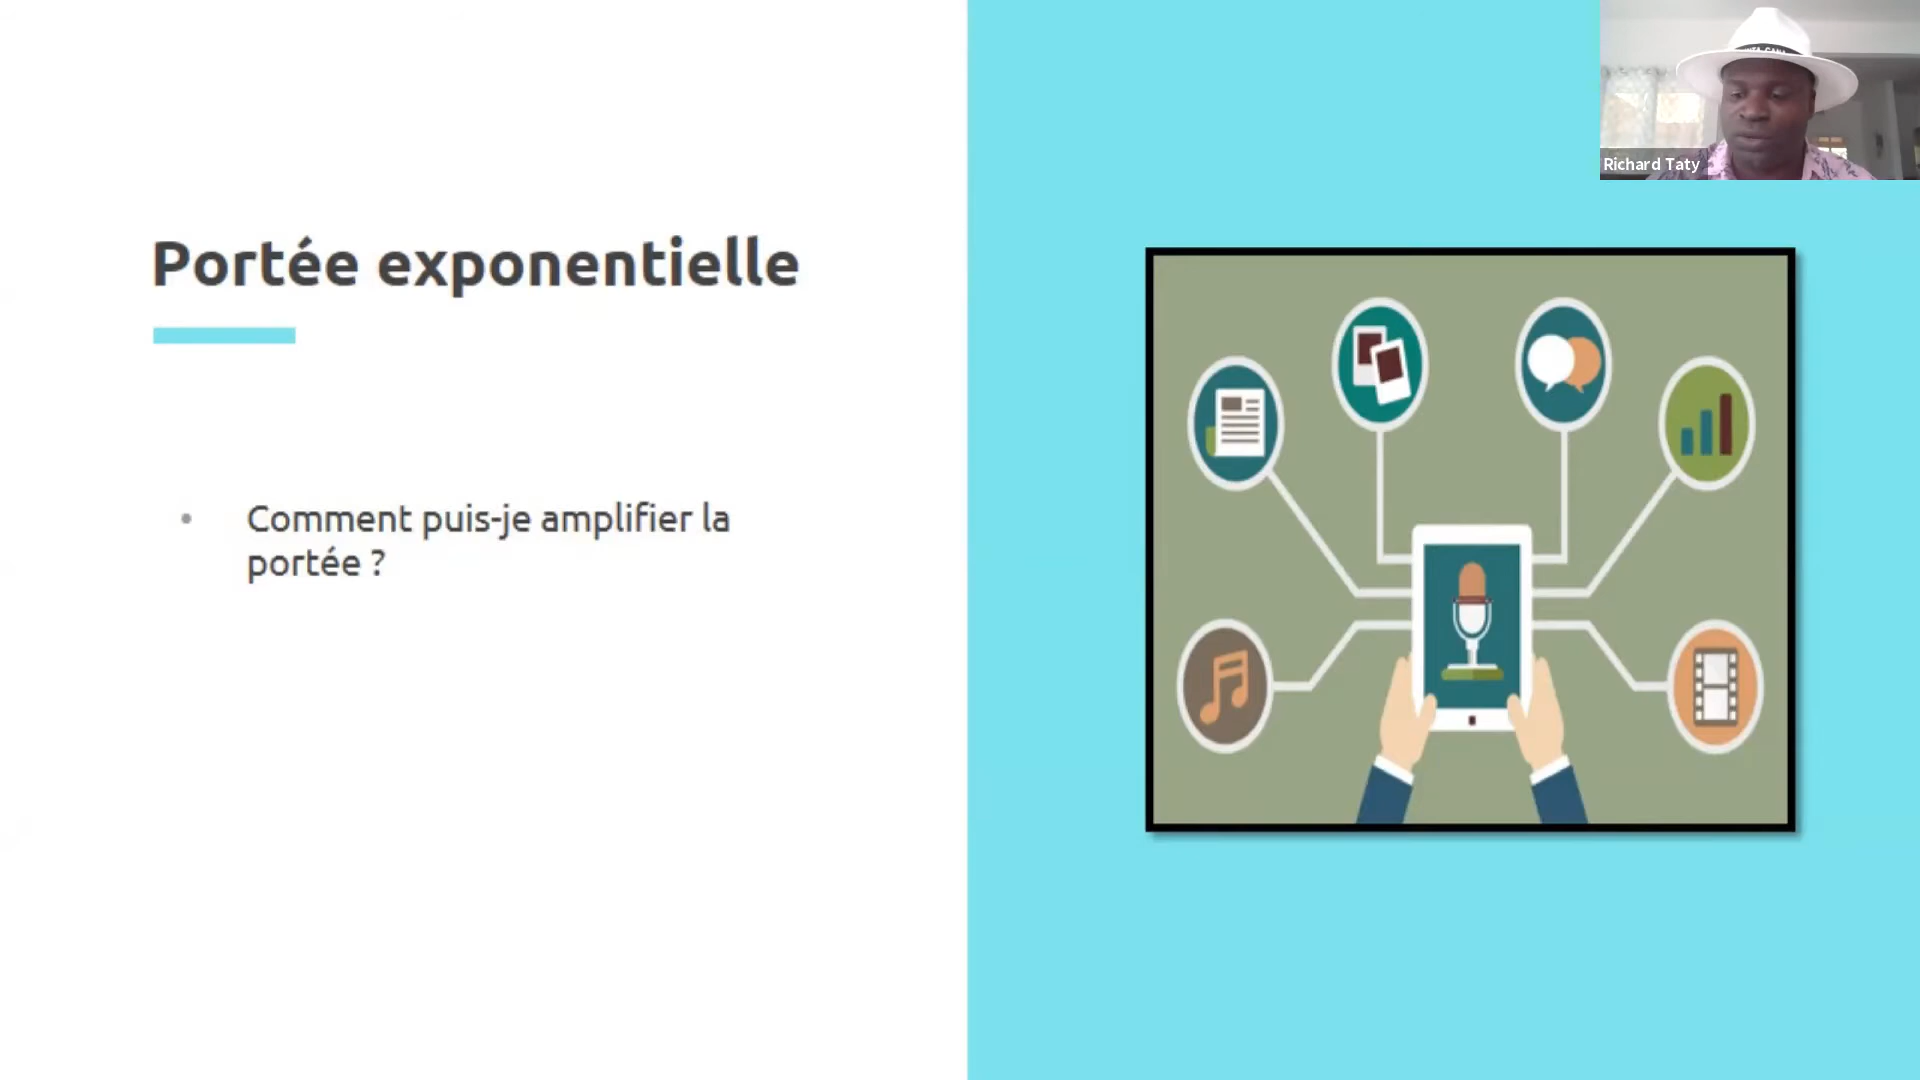 Richard Taty
Portée exponentielle
• Comment puis-je amplifier la
portée ?